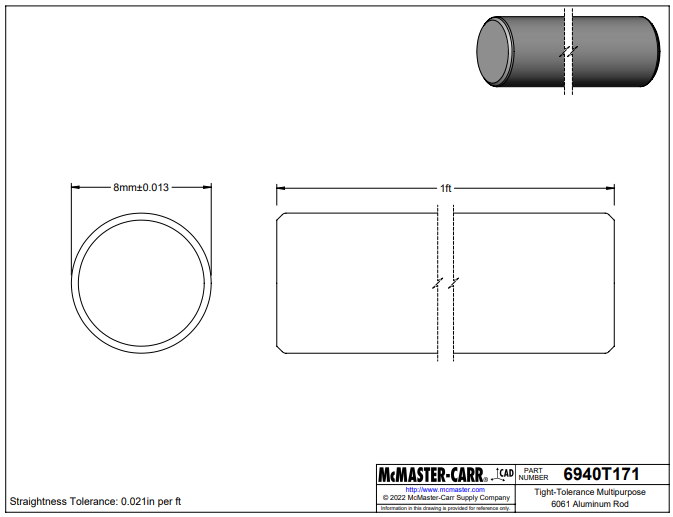 8mm±0.013
1ft
Straightness Tolerance: 0.021in per ft
McMASTER-CARR® CAD
http://www.mcmaster.com
© 2022 McMaster-Carr Supply Company
Information in this drawing is provided for reference only.
PART
NUMBER
6940T171
Tight-Tolerance Multipurpose
6061 Aluminum Rod